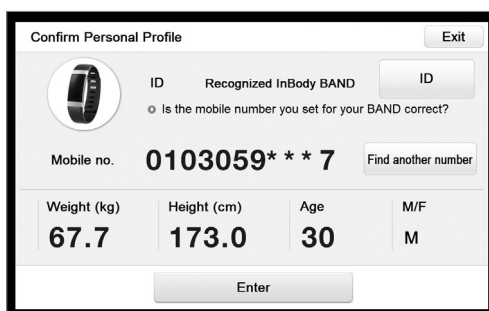 Confirm Personal Profile Exit
ID Recognized InBody BAND ID
Is the mobile number you set for your BAND correct?
Mobile no. 0103059* * * 7 Find another number
Weight (kg) Height (cm) Age M/F
67.7 173.0 30 M
Enter